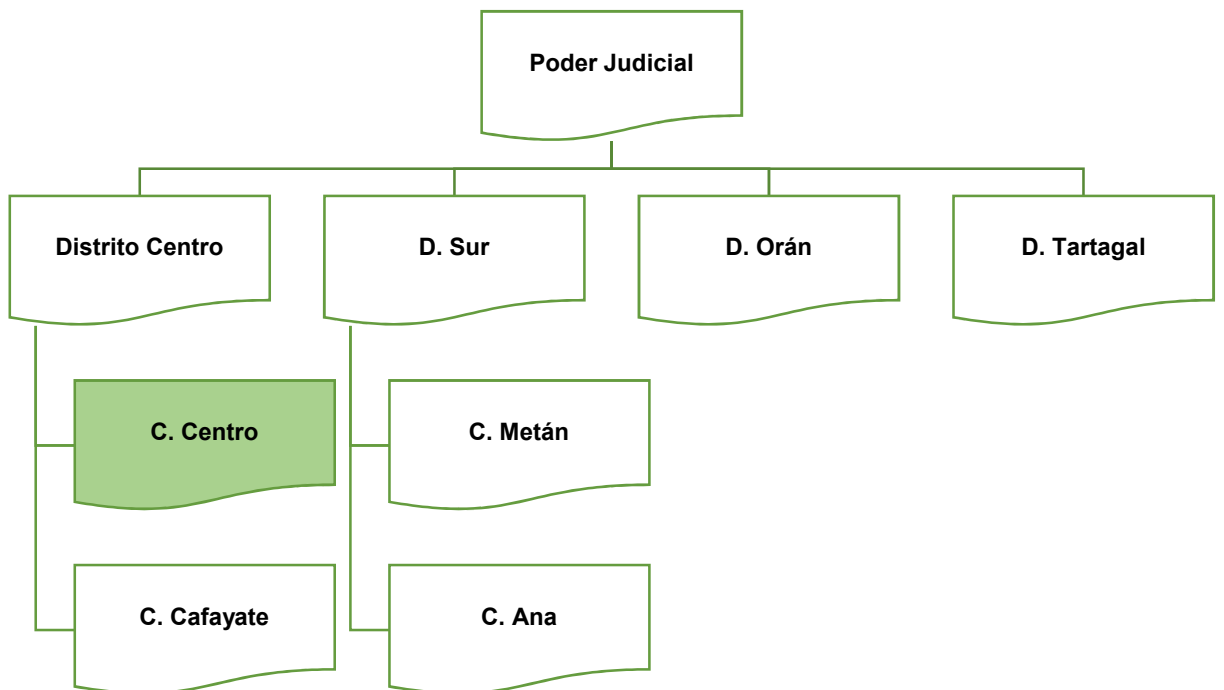 Poder Judicial
Distrito Centro
D. Sur
D. Orán
D. Tartagal
C. Centro
C. Metán
C. Cafayate
C. Ana